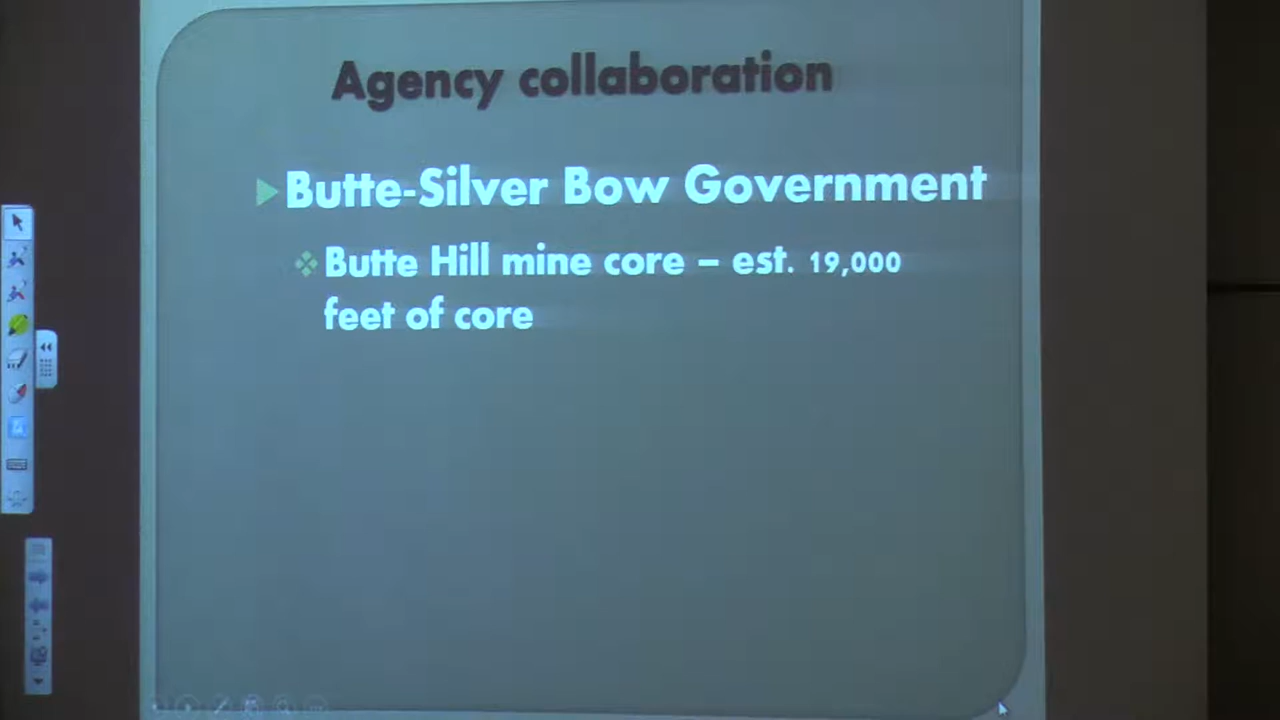 Agency collaboration
Butte-Silver Bow Government
Butte Hill mine core – est. 19,000
feet of core